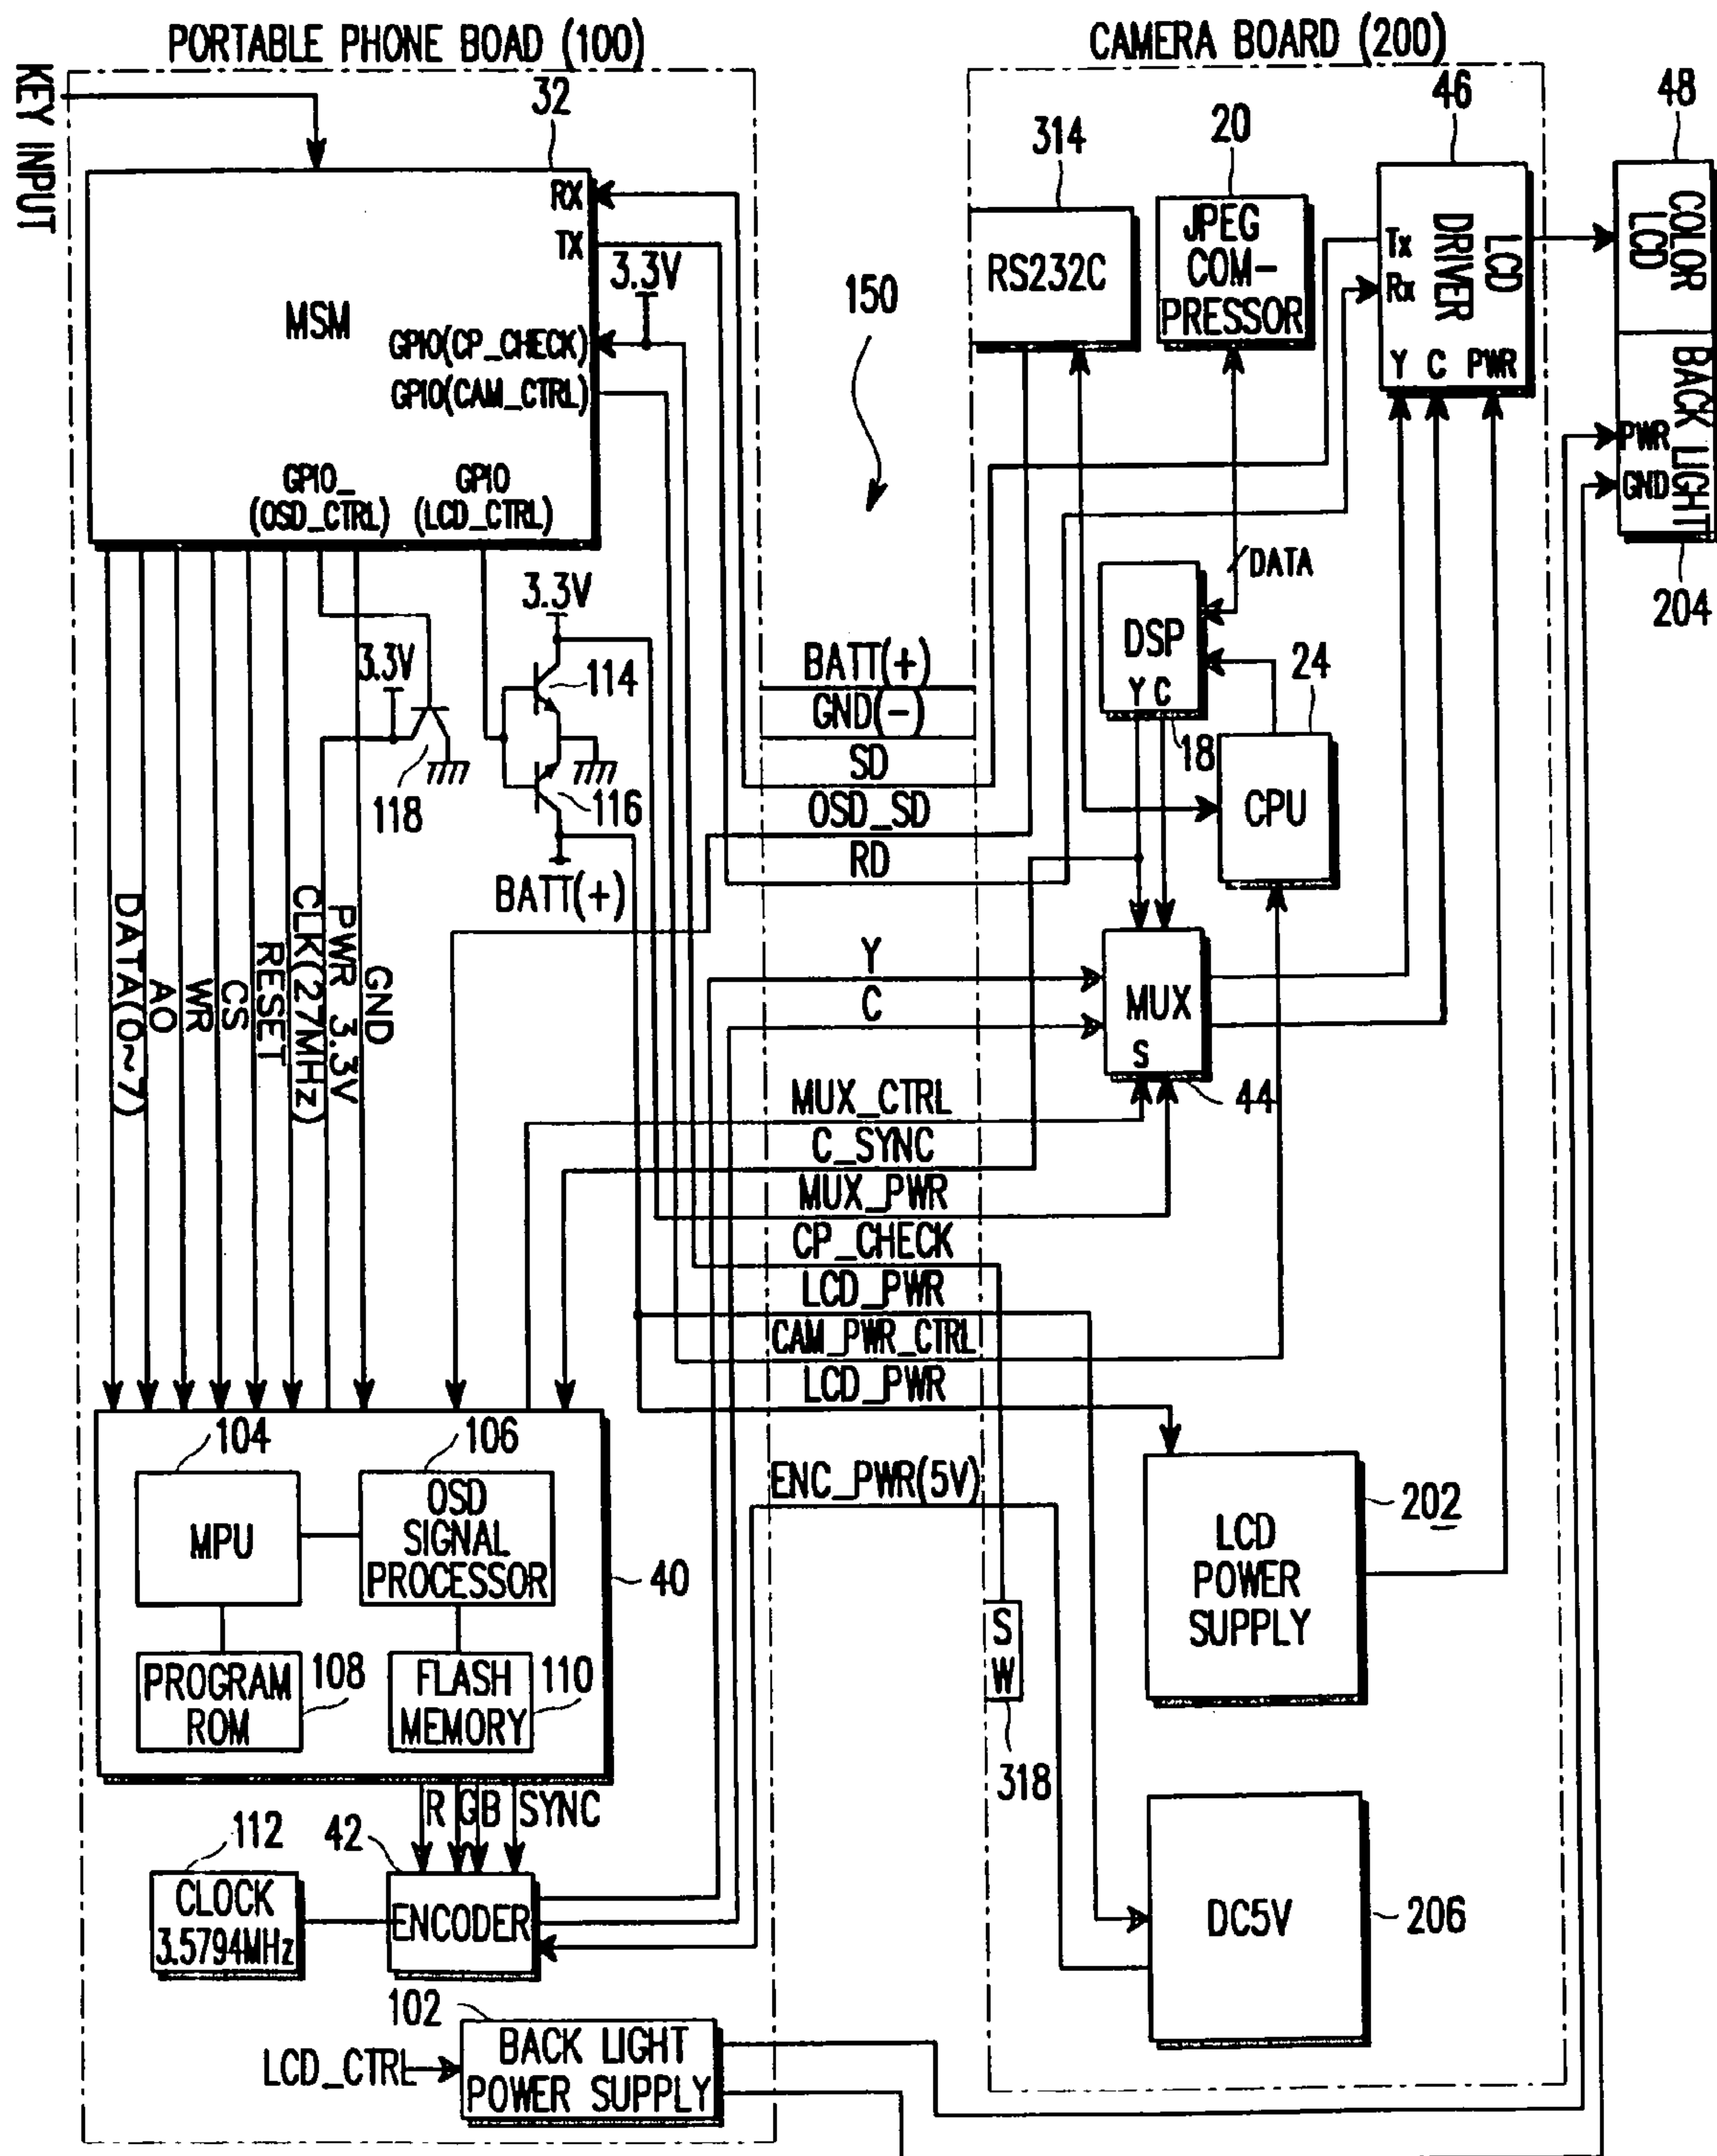 PORTABLE PHONE BOAD (100)
CAMERA BOARD (200)
KEY INPUT
32
MSM
RX
TX
3.3V
GPIO(CP_CHECK)
GPIO(CAM_CTRL)
GPIO_
(OSD_CTRL)
GPIO
(LCD_CTRL)
150
314
RS232C
20
JPEG
COM-
PRESSOR
46
LCD
DRIVER
Tx
Rx
Y C PWR
48
COLOR
LCD
BACK LIGHT
PWR
GND
204
DATA
DSP
Y C
18
24
CPU
3.3V
114
3.3V
118
116
BATT(+)
BATT(+)
GND(-)
SD
OSD_SD
RD
Y
C
MUX
S
44
DATA(0~7)
AO
WR
CS
RESET
CLK(27MHz)
PWR 3.3V
GND
MUX_CTRL
C_SYNC
MUX_PWR
CP_CHECK
LCD_PWR
CAM_PWR_CTRL
LCD_PWR
ENC_PWR(5V)
104
MPU
106
OSD
SIGNAL
PROCESSOR
40
PROGRAM
ROM
108
FLASH
MEMORY
110
202
LCD
POWER
SUPPLY
S
W
318
R G B SYNC
112
CLOCK
3.5794MHz
42
ENCODER
DC5V
206
102
LCD_CTRL
BACK LIGHT
POWER SUPPLY